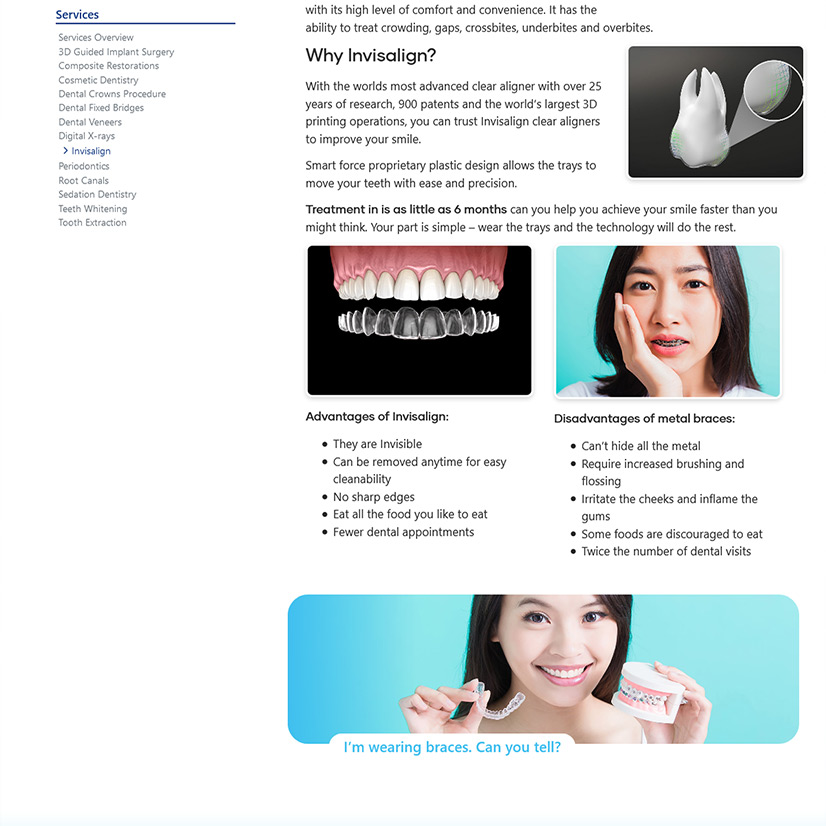 Services
Services Overview
3D Guided Implant Surgery
Composite Restorations
Cosmetic Dentistry
Dental Crowns Procedure
Dental Fixed Bridges
Dental Veneers
Digital X-rays
Invisalign
Periodontics
Root Canals
Sedation Dentistry
Teeth Whitening
Tooth Extraction
with its high level of comfort and convenience. It has the
ability to treat crowding, gaps, crossbites, underbites and overbites.
Why Invisalign?
With the worlds most advanced clear aligner with over 25
years of research, 900 patents and the world's largest 3D
printing operations, you can trust Invisalign clear aligners
to improve your smile.
Smart force proprietary plastic design allows the trays to
move your teeth with ease and precision.
Treatment in is as little as 6 months can you help you achieve your smile faster than you
might think. Your part is simple – wear the trays and the technology will do the rest.
Advantages of Invisalign:
• They are Invisible
• Can be removed anytime for easy
cleanability
• No sharp edges
• Eat all the food you like to eat
• Fewer dental appointments
Disadvantages of metal braces:
• Can't hide all the metal
• Require increased brushing and
flossing
• Irritate the cheeks and inflame the
gums
• Some foods are discouraged to eat
• Twice the number of dental visits
I'm wearing braces. Can you tell?